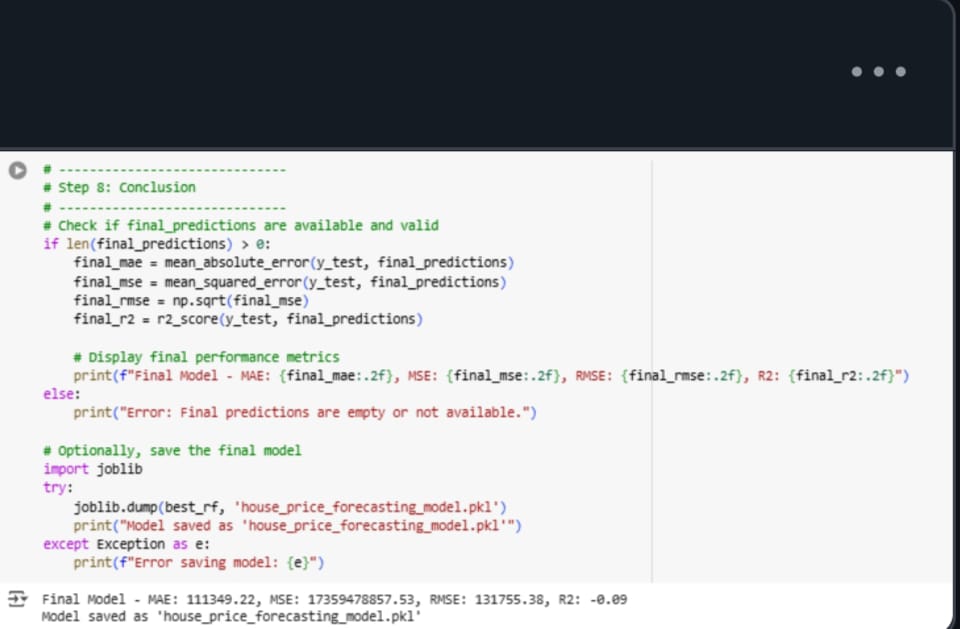 # ------------------------------
# Step 8: Conclusion
# ------------------------------
# Check if final_predictions are available and valid
if len(final_predictions) > 0:
    final_mae = mean_absolute_error(y_test, final_predictions)
    final_mse = mean_squared_error(y_test, final_predictions)
    final_rmse = np.sqrt(final_mse)
    final_r2 = r2_score(y_test, final_predictions)

    # Display final performance metrics
    print(f"Final Model - MAE: {final_mae:.2f}, MSE: {final_mse:.2f}, RMSE: {final_rmse:.2f}, R2: {final_r2:.2f}")
else:
    print("Error: Final predictions are empty or not available.")

# Optionally, save the final model
import joblib
try:
    joblib.dump(best_rf, 'house_price_forecasting_model.pkl')
    print("Model saved as 'house_price_forecasting_model.pkl'")
except Exception as e:
    print(f"Error saving model: {e}")
Final Model - MAE: 111349.22, MSE: 17359478857.53, RMSE: 131755.38, R2: -0.09
Model saved as 'house_price_forecasting_model.pkl'